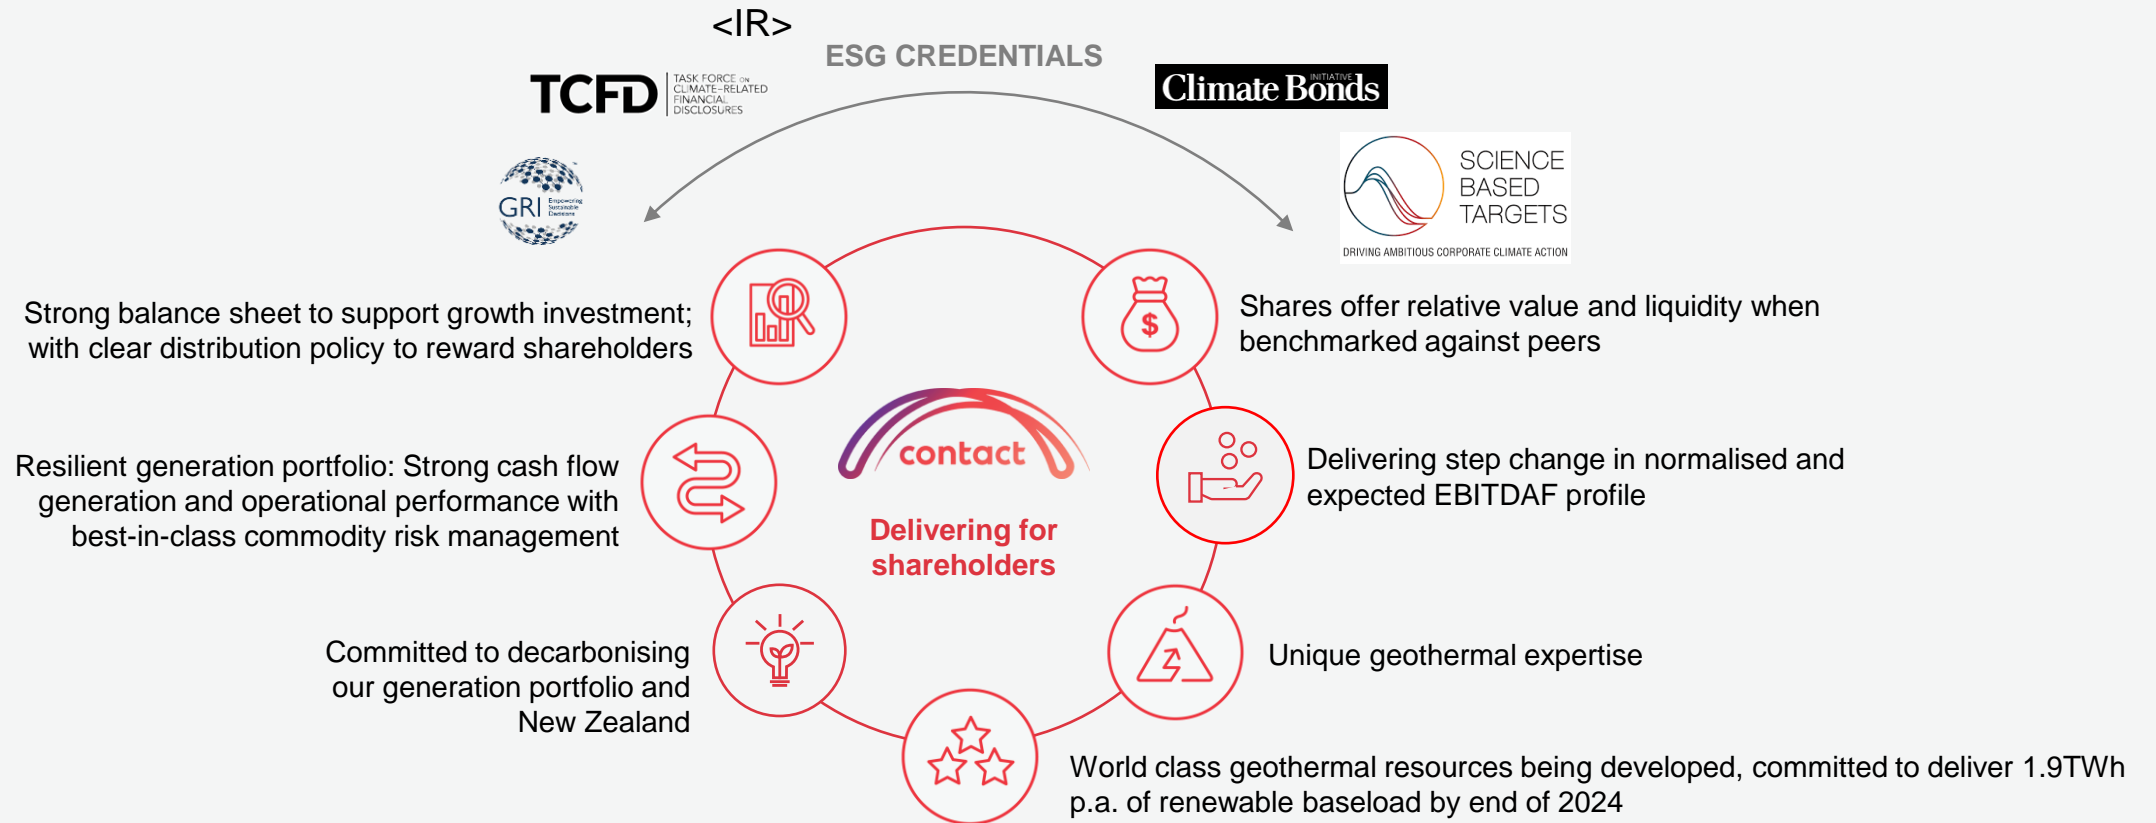 <IR>
ESG CREDENTIALS
TCFD
TASK FORCE ON
CLIMATE-RELATED
FINANCIAL
DISCLOSURES
Climate Bonds
INITIATIVE
GRI
Empowering
Sustainable
Decisions
SCIENCE
BASED
TARGETS
DRIVING AMBITIOUS CORPORATE CLIMATE ACTION
Strong balance sheet to support growth investment;
with clear distribution policy to reward shareholders
$
Shares offer relative value and liquidity when
benchmarked against peers
Resilient generation portfolio: Strong cash flow
generation and operational performance with
best-in-class commodity risk management
contact
Delivering for
shareholders
Delivering step change in normalised and
expected EBITDAF profile
Committed to decarbonising
our generation portfolio and
New Zealand
Unique geothermal expertise
World class geothermal resources being developed, committed to deliver 1.9TWh
p.a. of renewable baseload by end of 2024